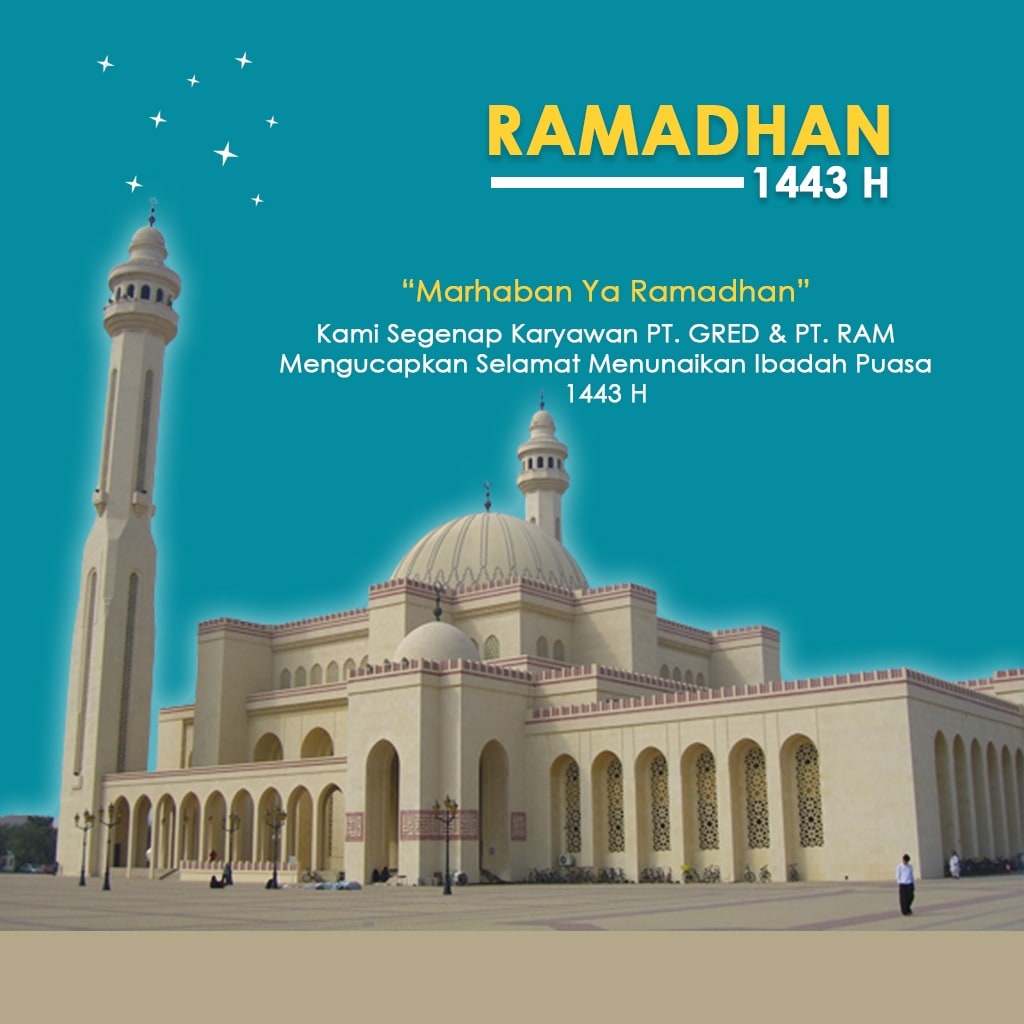 RAMADHAN
1443 H
“Marhaban Ya Ramadhan”
Kami Segenap Karyawan PT. GRED & PT. RAM
Mengucapkan Selamat Menunaikan Ibadah Puasa
1443 H